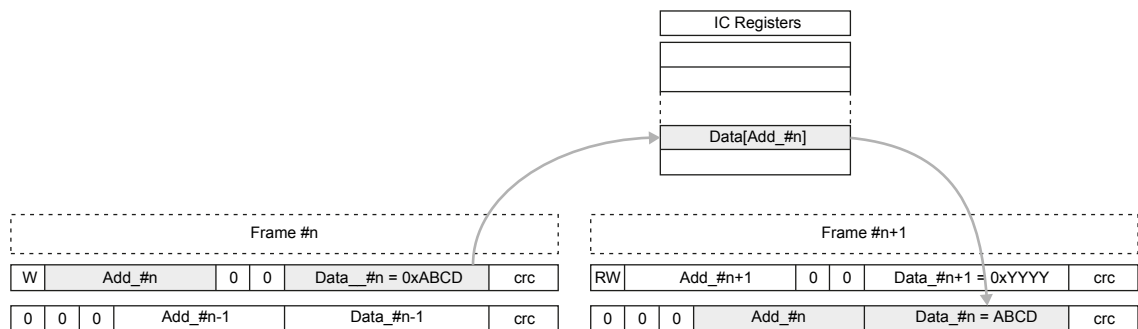 IC Registers
Data[Add_#n]
Frame #n
Frame #n+1
W Add_#n 0 0 Data__#n = 0xABCD crc
RW Add_#n+1 0 0 Data_#n+1 = 0xYYYY crc
0 0 0 Add_#n-1 Data_#n-1 crc
0 0 0 Add_#n Data_#n = ABCD crc